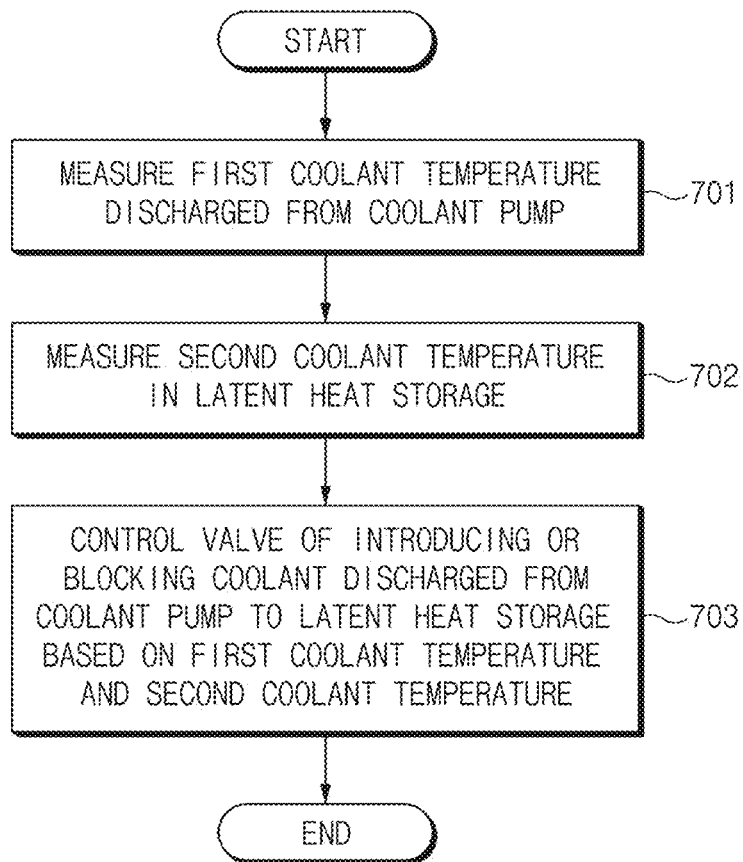 START
MEASURE FIRST COOLANT TEMPERATURE
DISCHARGED FROM COOLANT PUMP
701
MEASURE SECOND COOLANT TEMPERATURE
IN LATENT HEAT STORAGE
702
CONTROL VALVE OF INTRODUCING OR
BLOCKING COOLANT DISCHARGED FROM
COOLANT PUMP TO LATENT HEAT STORAGE
BASED ON FIRST COOLANT TEMPERATURE
AND SECOND COOLANT TEMPERATURE
703
END